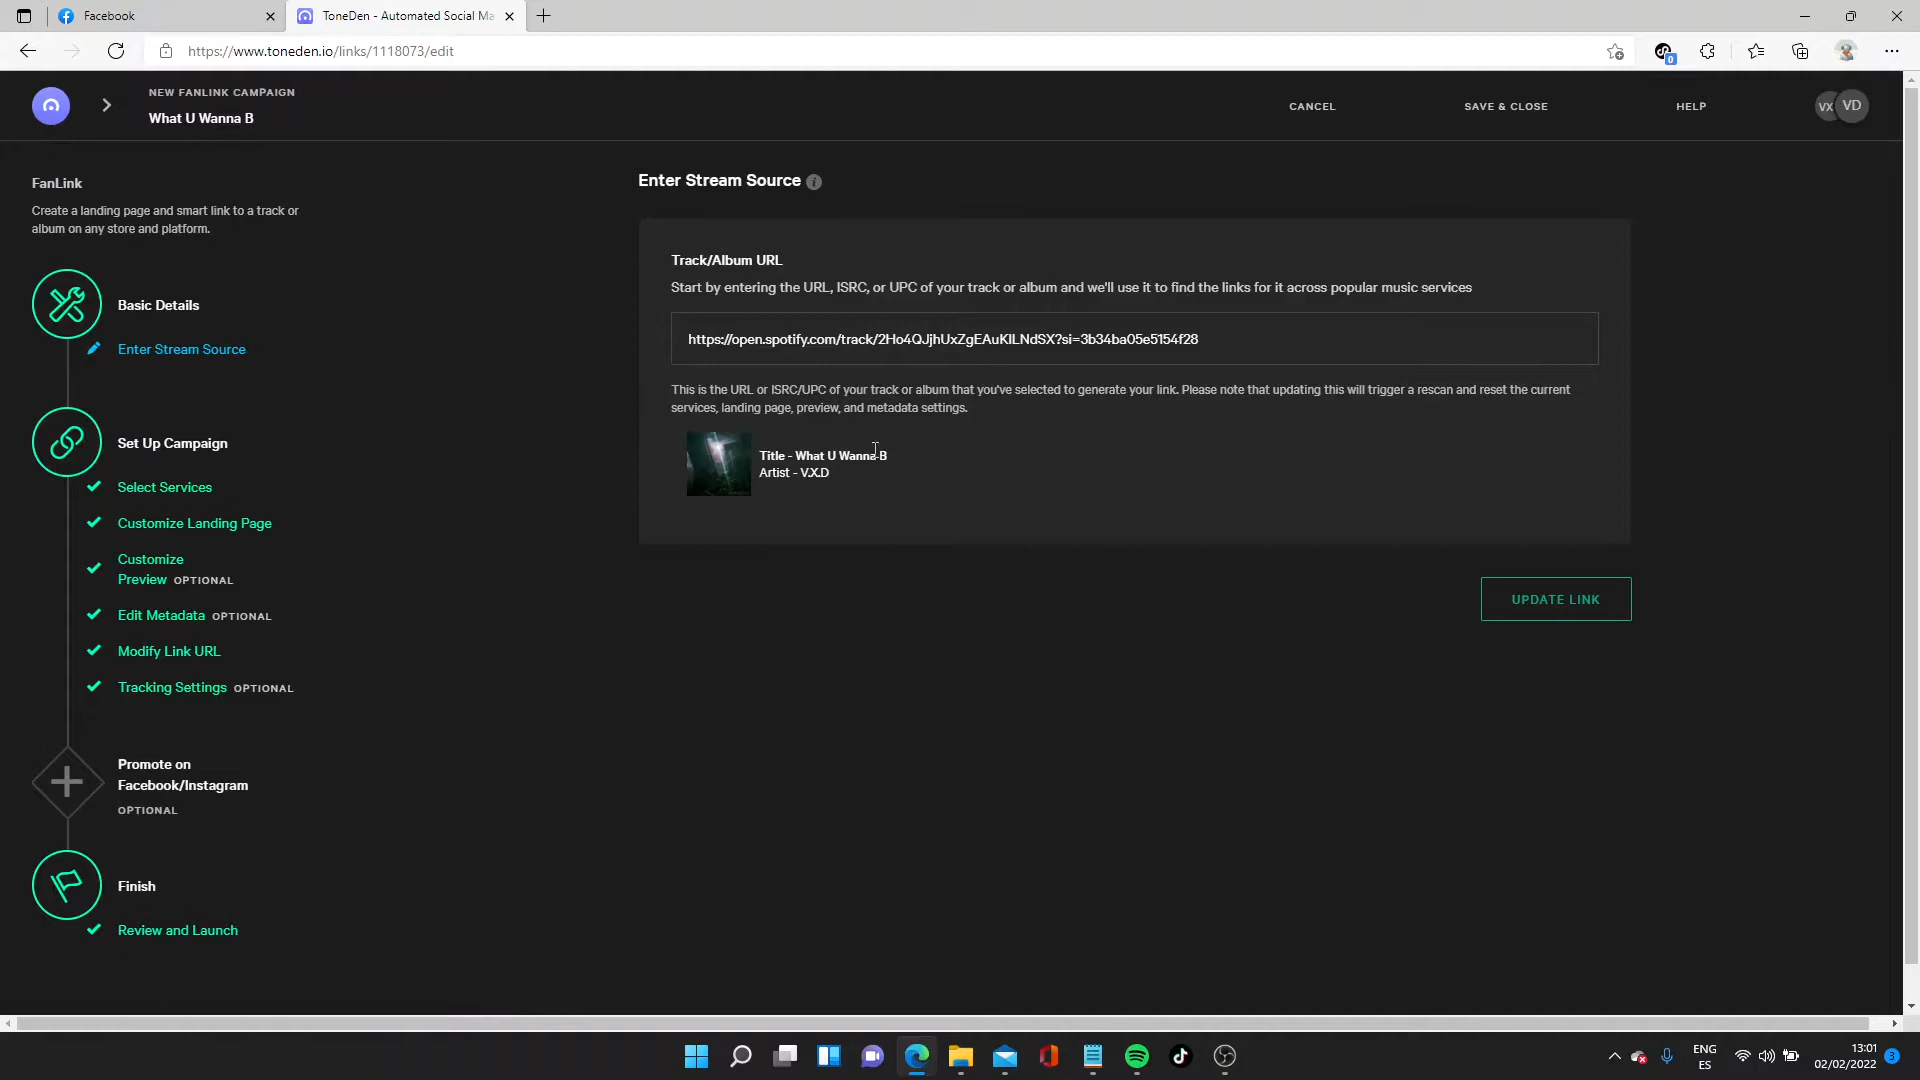 Facebook
ToneDen - Automated Social Ma
https://www.toneden.io/links/1118073/edit
0
NEW FANLINK CAMPAIGN
What U Wanna B
CANCEL
SAVE & CLOSE
HELP
VX
VD
FanLink
Create a landing page and smart link to a track or
album on any store and platform.
Basic Details
Enter Stream Source
Set Up Campaign
Select Services
Customize Landing Page
Customize
Preview OPTIONAL
Edit Metadata OPTIONAL
Modify Link URL
Tracking Settings OPTIONAL
Promote on
Facebook/Instagram
OPTIONAL
Finish
Review and Launch
Enter Stream Source
Track/Album URL
Start by entering the URL, ISRC, or UPC of your track or album and we'll use it to find the links for it across popular music services
https://open.spotify.com/track/2Ho4QJjhUxZgEAuKlLNdSX?si=3b34ba05e5154f28
This is the URL or ISRC/UPC of your track or album that you've selected to generate your link. Please note that updating this will trigger a rescan and reset the current
services, landing page, preview, and metadata settings.
Title - What U Wanna B
Artist - V.X.D
UPDATE LINK
ENG
ES
13:01
02/02/2022
3